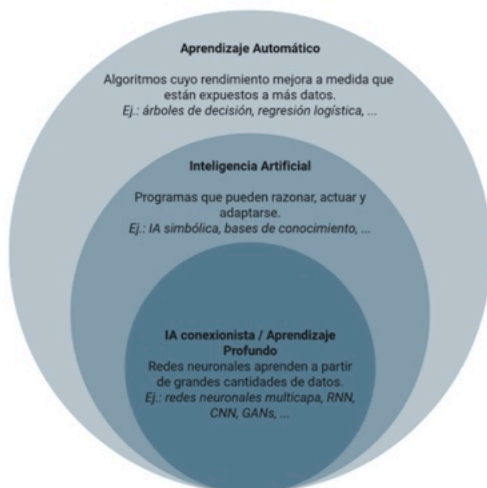 Aprendizaje Automático
Algoritmos cuyo rendimiento mejora a medida que
están expuestos a más datos.
Ej.: árboles de decisión, regresión logística, ...
Inteligencia Artificial
Programas que pueden razonar, actuar y
adaptarse.
Ej.: IA simbólica, bases de conocimiento, ...
IA conexionista / Aprendizaje
Profundo
Redes neuronales aprenden a partir
de grandes cantidades de datos.
Ej.: redes neuronales multicapa, RNN,
CNN, GANs, ...